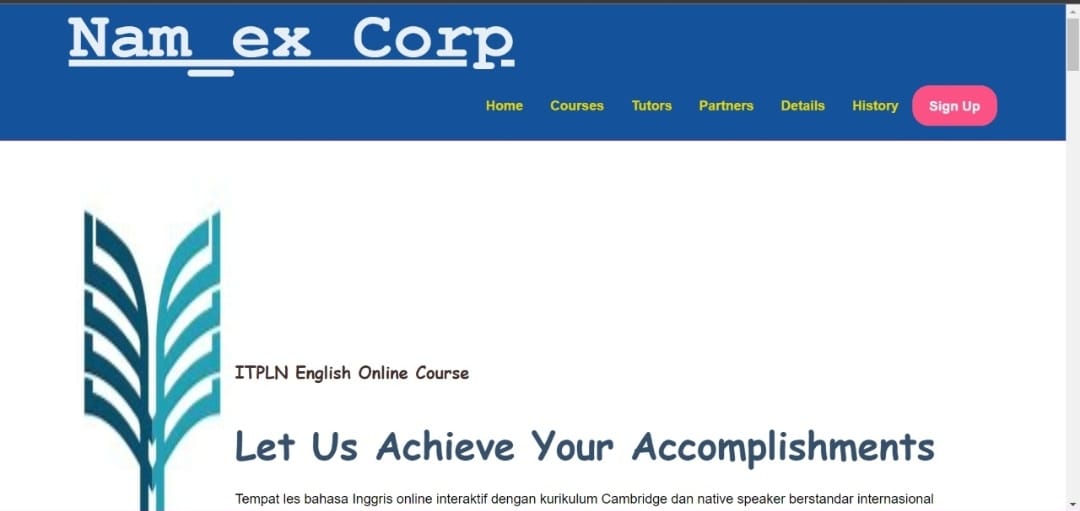 Nam_ex Corp
Home Courses Tutors Partners Details History Sign Up
ITPLN English Online Course
Let Us Achieve Your Accomplishments
Tempat les bahasa Inggris online interaktif dengan kurikulum Cambridge dan native speaker berstandar internasional